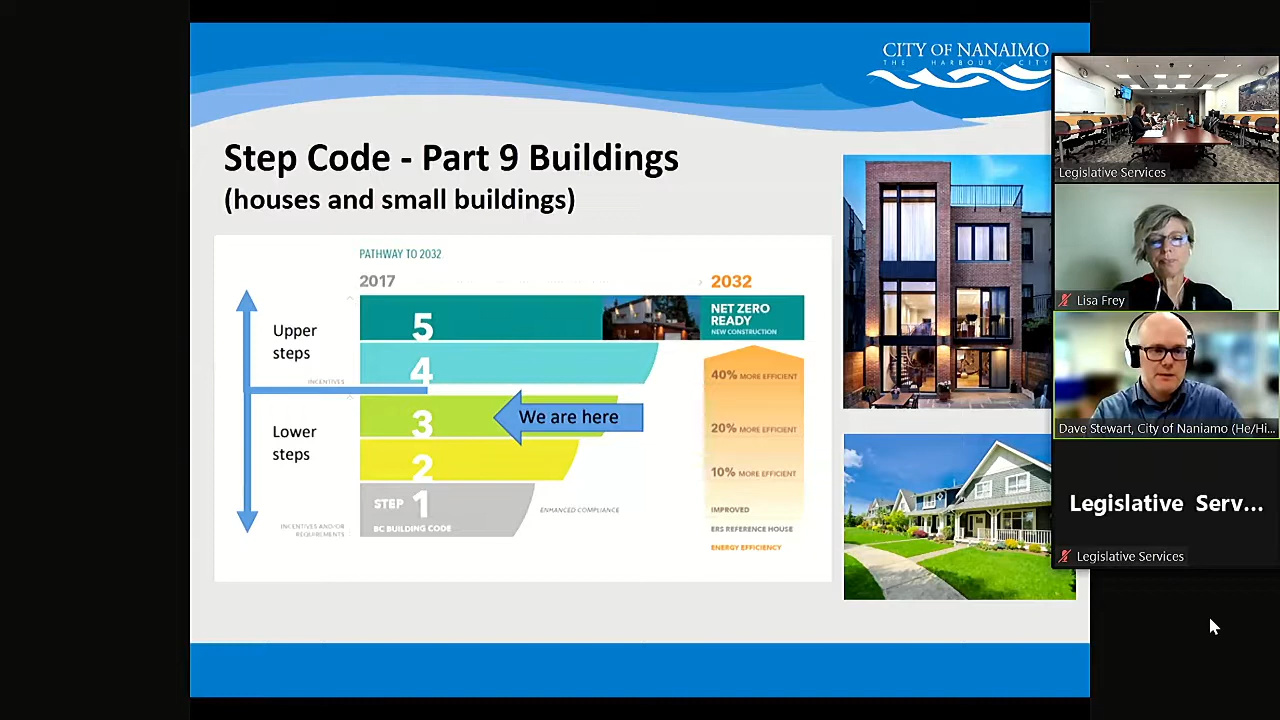 CITY OF NANAIMO
THE HARBOUR CITY
Step Code - Part 9 Buildings
(houses and small buildings)
PATHWAY TO 2032
2017
2032
5
NET ZERO
READY
NEW CONSTRUCTION
Upper
steps
4
40% MORE EFFICIENT
INCENTIVES
3
We are here
20% MORE EFFICIENT
Lower
steps
2
10% MORE EFFICIENT
STEP 1
ENHANCED COMPLIANCE
IMPROVED
INCENTIVES AND/OR
REQUIREMENTS
BC BUILDING CODE
ERS REFERENCE HOUSE
ENERGY EFFICIENCY
Legislative Services
Lisa Frey
Dave Stewart, City of Naniamo (He/Hi...
Legislative Serv...
Legislative Services